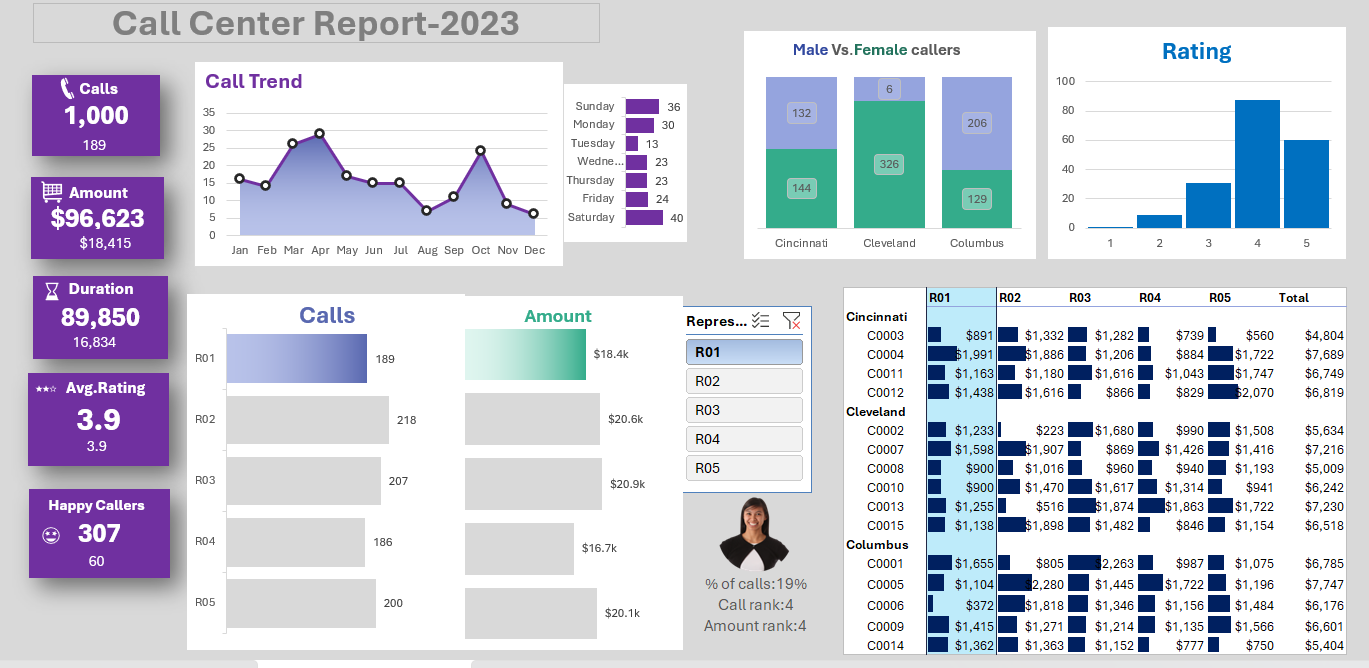 Call Center Report-2023
Calls
1,000
189
Amount
$96,623
$18,415
Duration
89,850
16,834
Avg.Rating
3.9
3.9
Happy Callers
307
60
Call Trend
35
30
25
20
15
10
5
0
Jan Feb Mar Apr May Jun Jul Aug Sep Oct Nov Dec
Sunday 36
Monday 30
Tuesday 13
Wedne... 23
Thursday 23
Friday 24
Saturday 40
Male Vs.Female callers
132 6 206
144 326 129
Cincinnati Cleveland Columbus
Rating
100
80
60
40
20
0
1 2 3 4 5
Calls
R01 189
R02 218
R03 207
R04 186
R05 200
Amount
$18.4k
$20.6k
$20.9k
$16.7k
$20.1k
Repres...
R01
R02
R03
R04
R05
% of calls:19%
Call rank:4
Amount rank:4
R01 R02 R03 R04 R05 Total
Cincinnati
C0003 $891 $1,332 $1,282 $739 $560 $4,804
C0004 $1,991 $1,886 $1,206 $884 $1,722 $7,689
C0011 $1,163 $1,180 $1,616 $1,043 $1,747 $6,749
C0012 $1,438 $1,616 $866 $829 $2,070 $6,819
Cleveland
C0002 $1,233 $223 $1,680 $990 $1,508 $5,634
C0007 $1,598 $1,907 $869 $1,426 $1,416 $7,216
C0008 $900 $1,016 $960 $940 $1,193 $5,009
C0010 $900 $1,470 $1,617 $1,314 $941 $6,242
C0013 $1,255 $516 $1,874 $1,863 $1,722 $7,230
C0015 $1,138 $1,898 $1,482 $846 $1,154 $6,518
Columbus
C0001 $1,655 $805 $2,263 $987 $1,075 $6,785
C0005 $1,104 $2,280 $1,445 $1,722 $1,196 $7,747
C0006 $372 $1,818 $1,346 $1,156 $1,484 $6,176
C0009 $1,415 $1,271 $1,214 $1,135 $1,566 $6,601
C0014 $1,362 $1,363 $1,152 $777 $750 $5,404